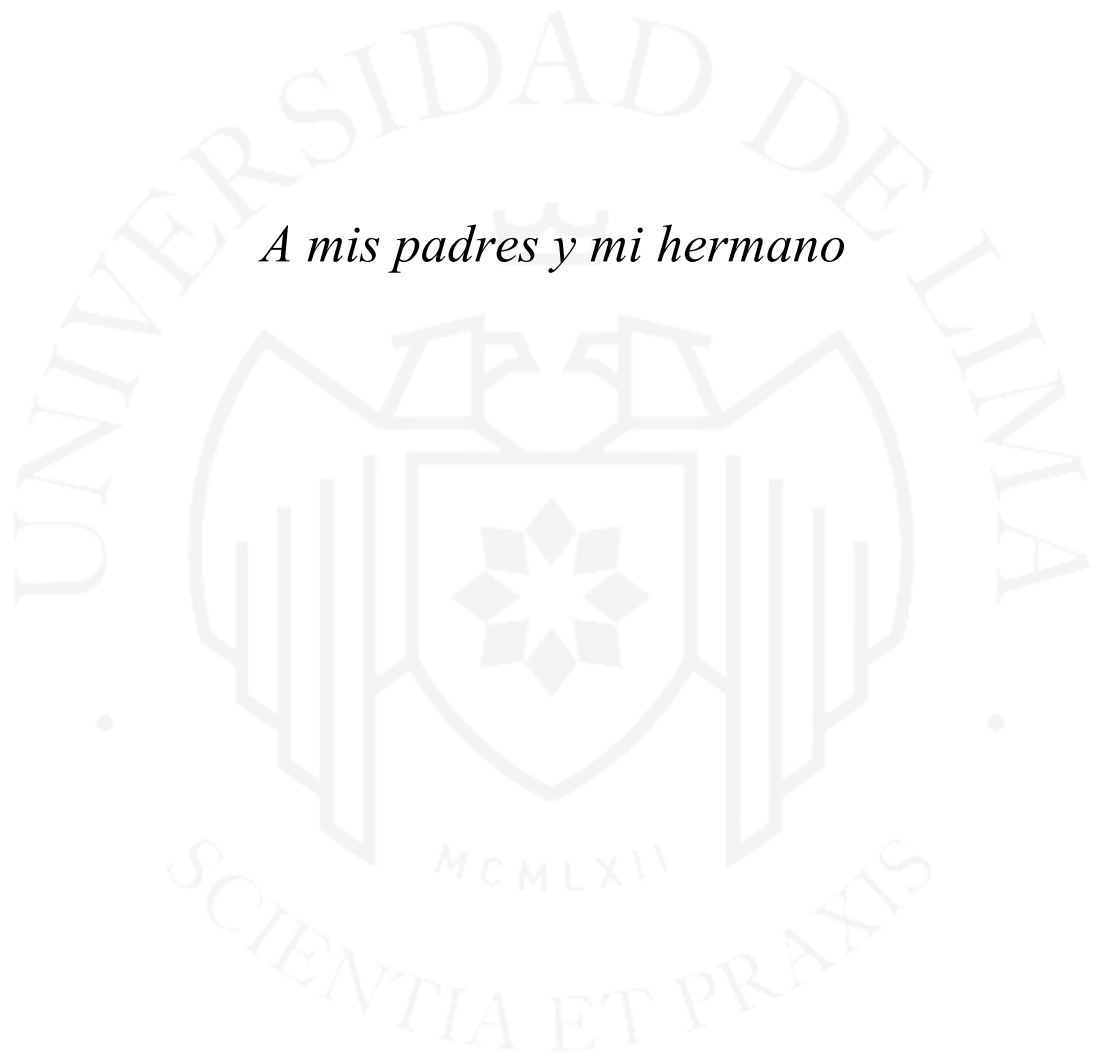 UNIVERSIDAD DE LIMA
A mis padres y mi hermano
MCMLXII
SCIENTIA ET PRAXIS